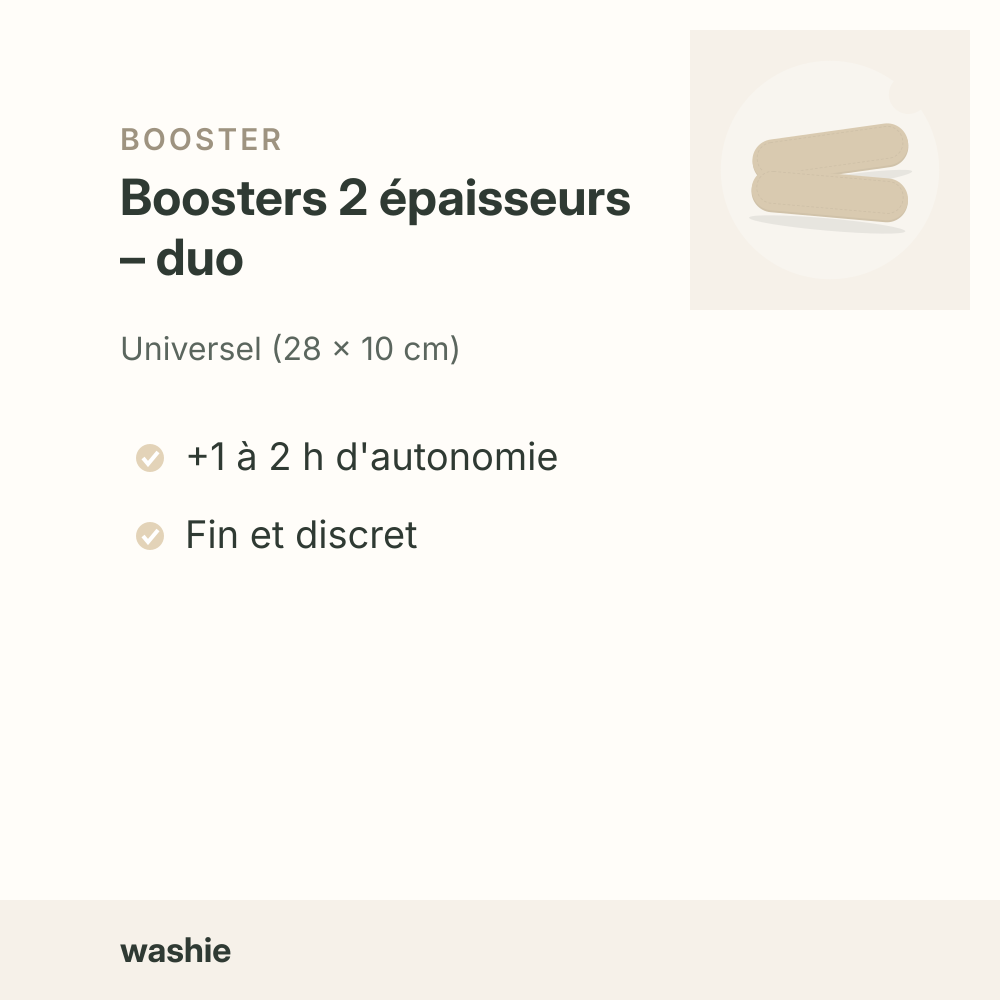 BOOSTER
Boosters 2 épaisseurs
– duo
Universel (28 × 10 cm)
+1 à 2 h d'autonomie
Fin et discret
washie